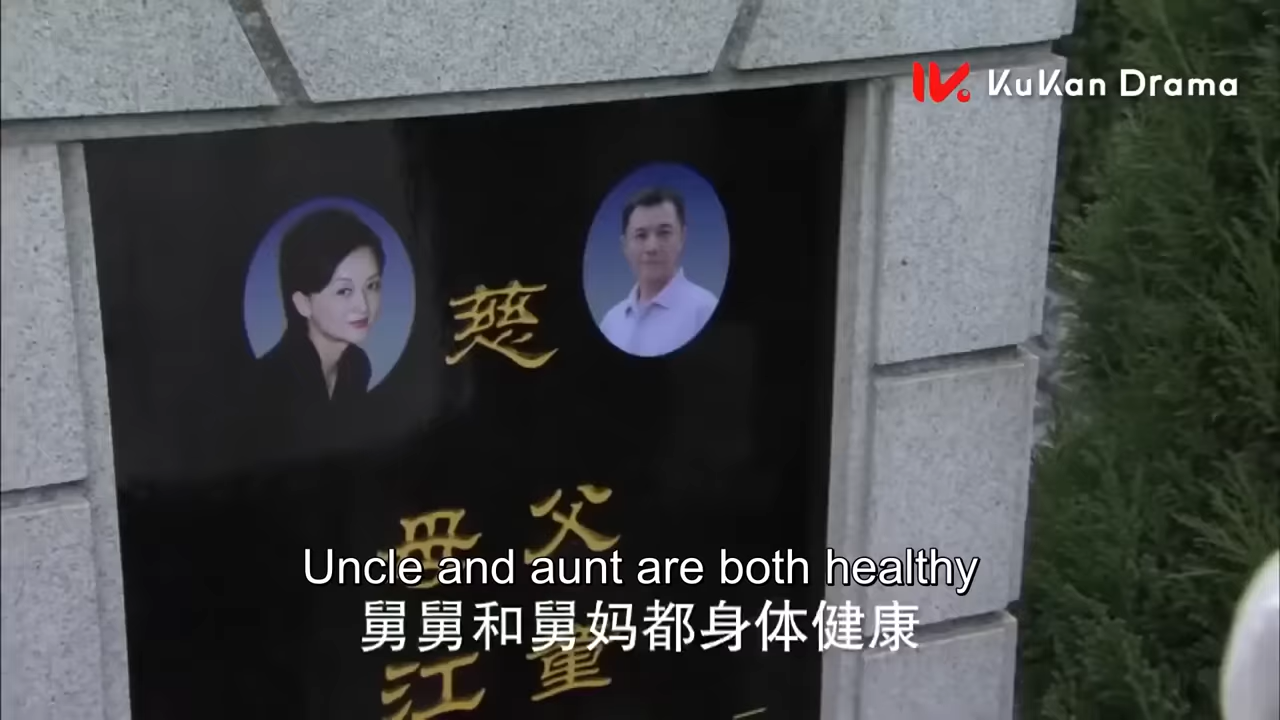 KuKan Drama
慈
母 父
江 童
Uncle and aunt are both healthy
舅舅和舅妈都身体健康